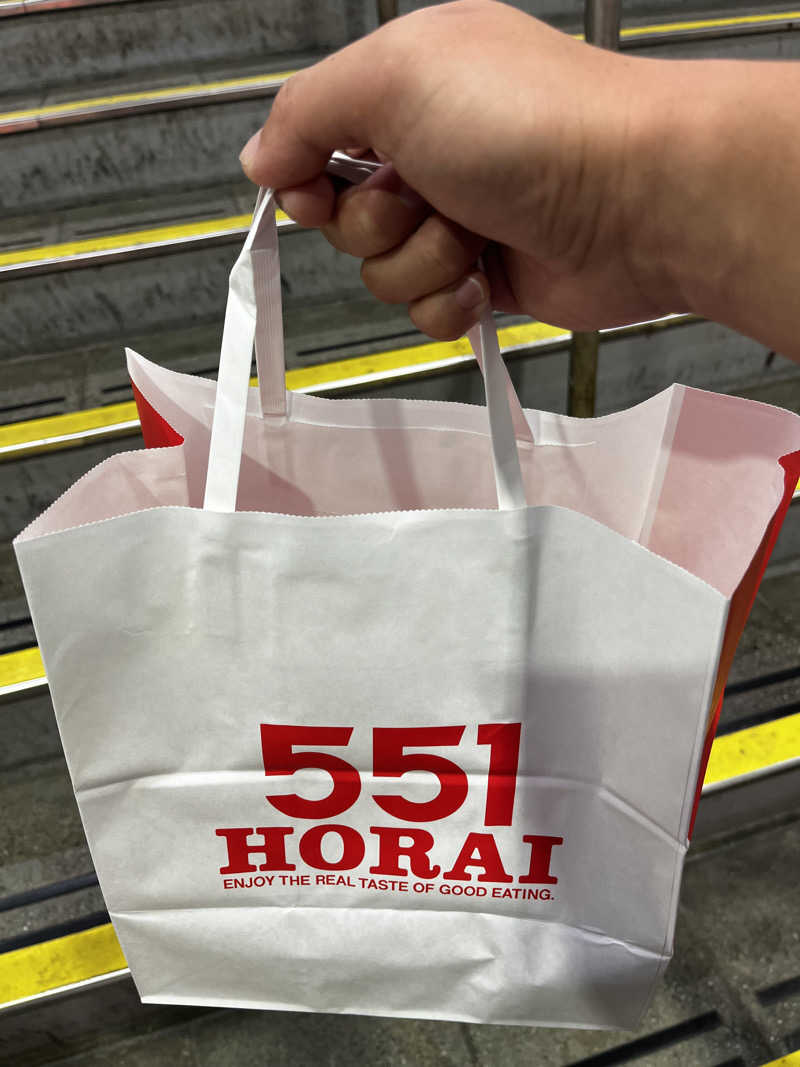 551
HORAI
ENJOY THE REAL TASTE OF GOOD EATING.